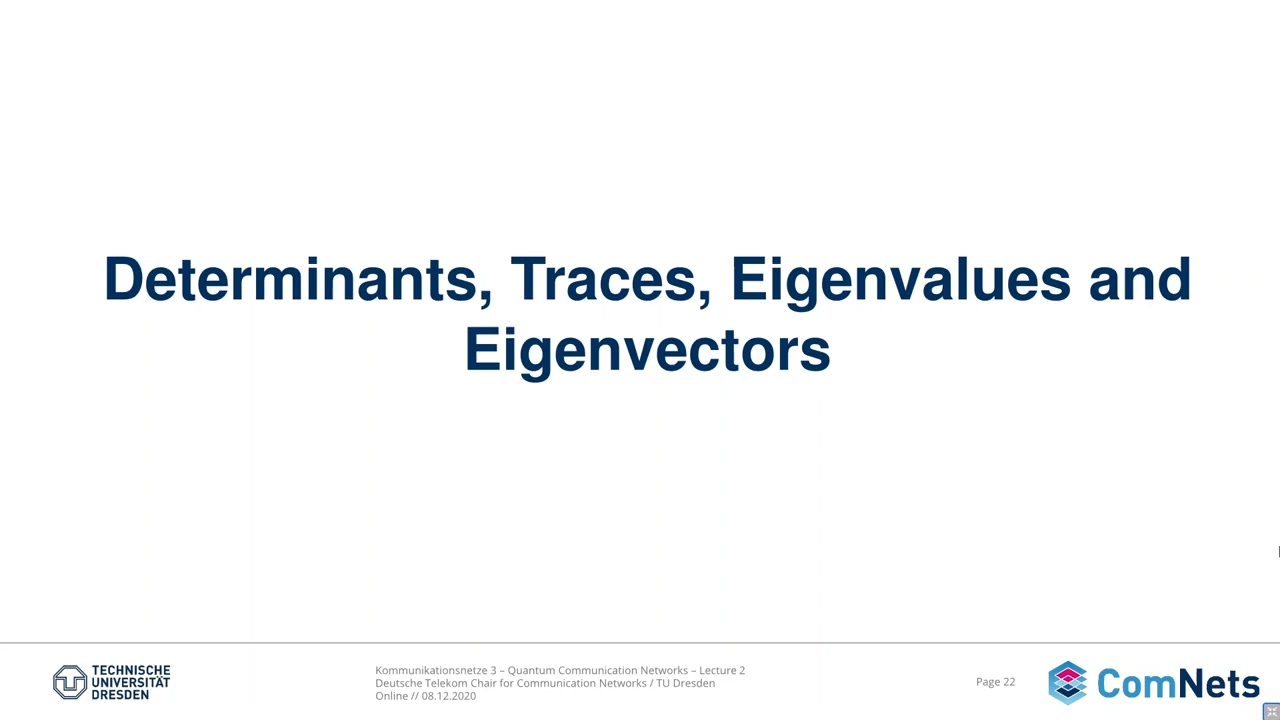 Determinants, Traces, Eigenvalues and
Eigenvectors
TECHNISCHE
UNIVERSITÄT
DRESDEN
Kommunikationsnetze 3 – Quantum Communication Networks – Lecture 2
Deutsche Telekom Chair for Communication Networks / TU Dresden
Online // 08.12.2020
Page 22
ComNets